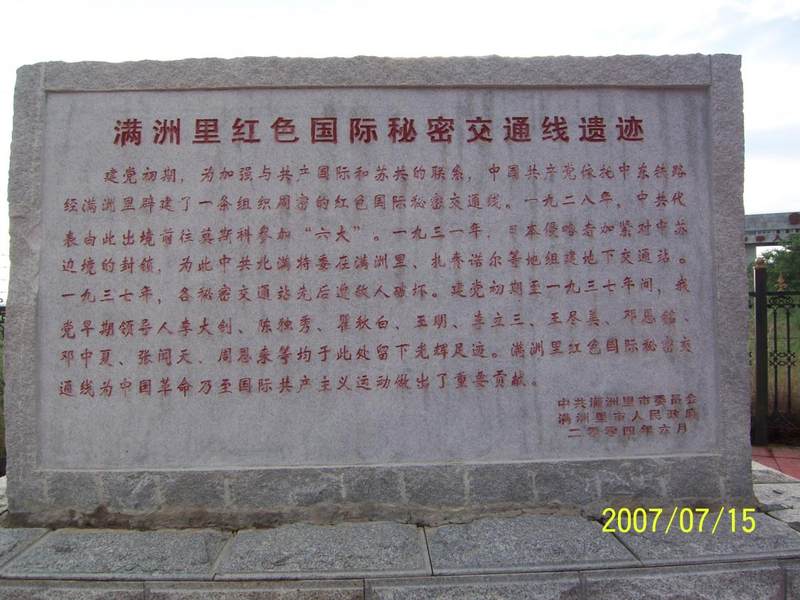 满洲里红色国际秘密交通线遗迹
建党初期，为加强与共产国际和苏共的联系，中国共产党依托中东铁路
经满洲里辟建了一条组织周密的红色国际秘密交通线。一九二八年，中共代
表由此出境前往莫斯科参加“六大”。一九三一年，日本侵略者加紧对中苏
边境的封锁，为此中共北满特委在满洲里、扎赉诺尔等地组建地下交通站。
一九三七年，各秘密交通站先后遭敌人破坏。建党初期至一九三七年间，我
党早期领导人李大钊、陈独秀、瞿秋白、王明、李立三、王尽美、邓恩铭、
邓中夏、张闻天、周恩来等均于此处留下光辉足迹。满洲里红色国际秘密交
通线为中国革命乃至国际共产主义运动做出了重要贡献。
中共满洲里市委员会
满洲里市人民政府
二零零四年六月
2007/07/15